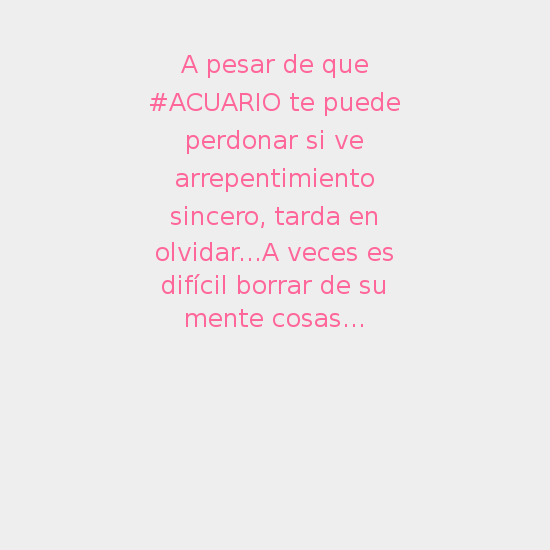 A pesar de que
#ACUARIO te puede
perdonar si ve
arrepentimiento
sincero, tarda en
olvidar...A veces es
difícil borrar de su
mente cosas...